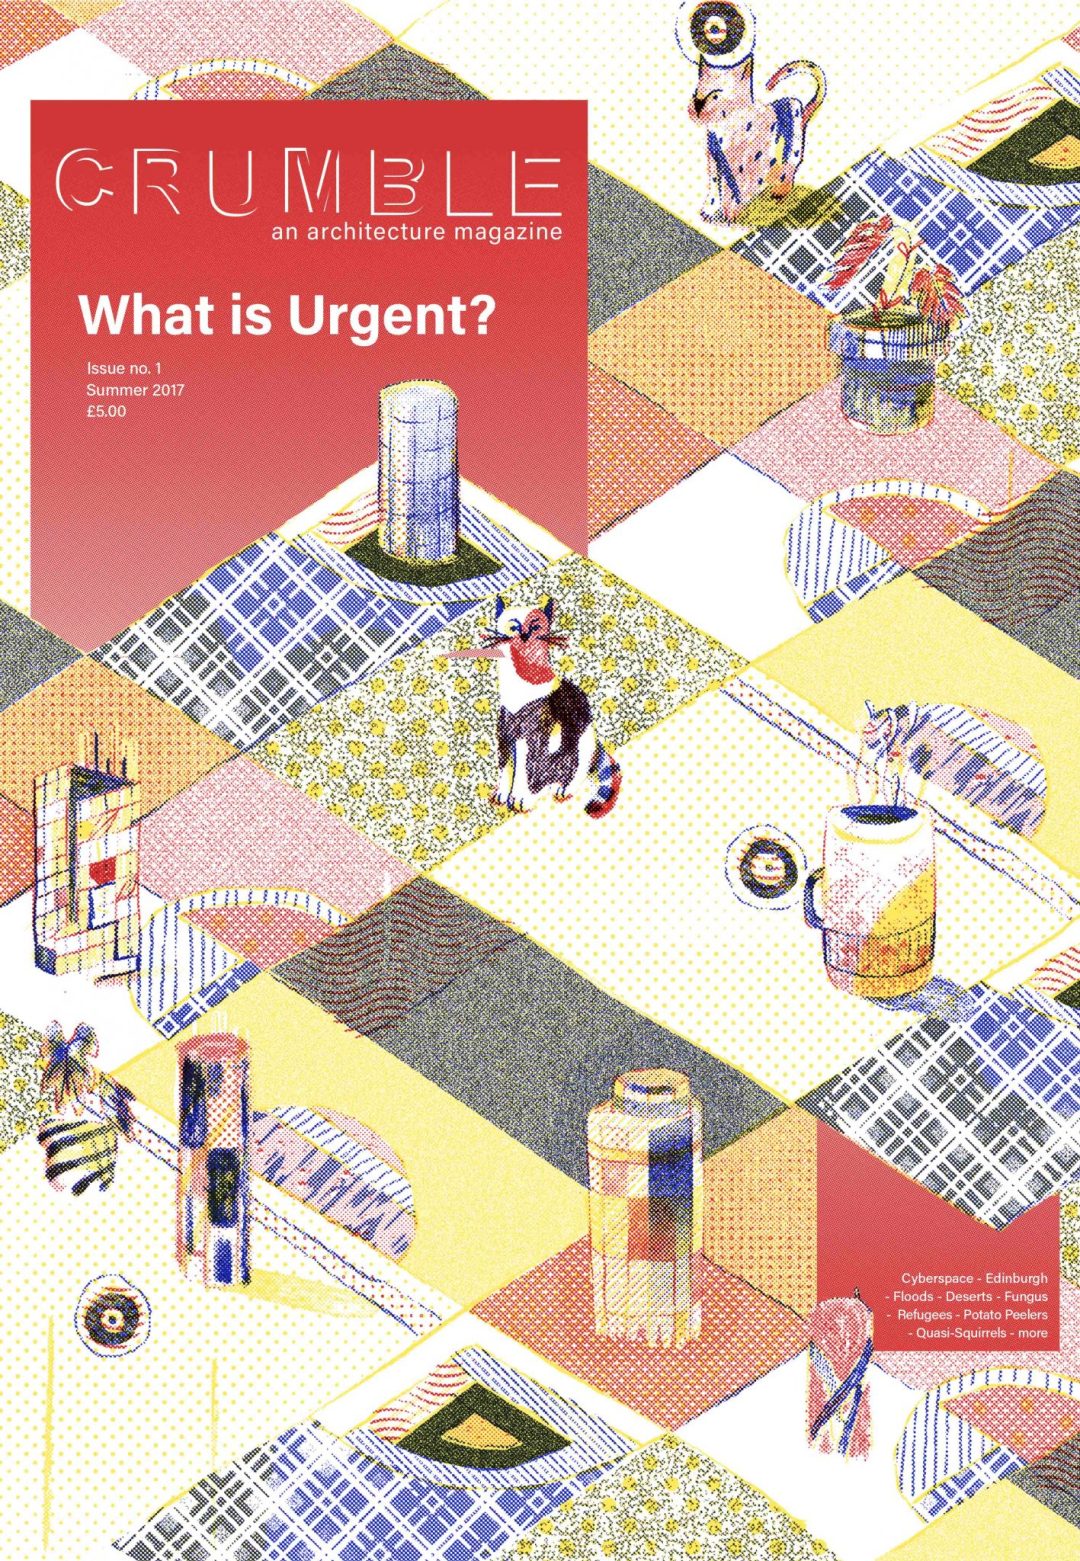 CRUMBLE
an architecture magazine
What is Urgent?
Issue no. 1
Summer 2017
£5.00
Cyberspace - Edinburgh
- Floods - Deserts - Fungus
- Refugees - Potato Peelers
- Quasi-Squirrels - more